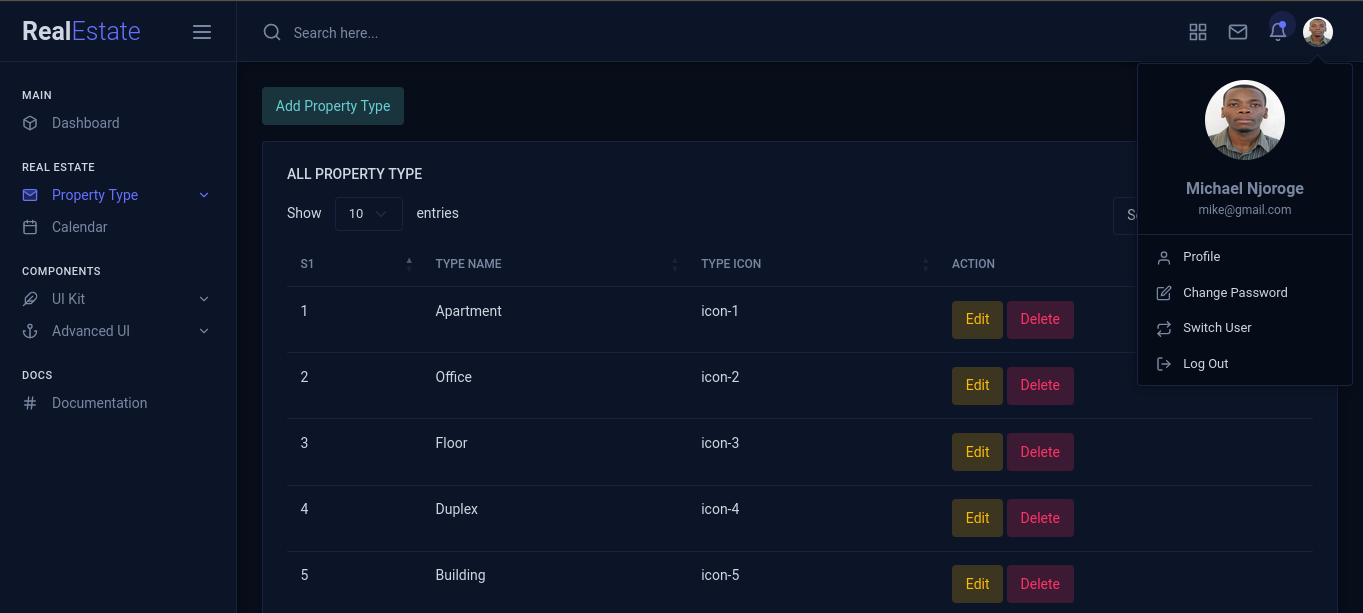 RealEstate
Search here...
MAIN
Dashboard
REAL ESTATE
Property Type
Calendar
COMPONENTS
UI Kit
Advanced UI
DOCS
Documentation
Add Property Type
ALL PROPERTY TYPE
Show 10 entries
S1 TYPE NAME TYPE ICON ACTION
1 Apartment icon-1 Edit Delete
2 Office icon-2 Edit Delete
3 Floor icon-3 Edit Delete
4 Duplex icon-4 Edit Delete
5 Building icon-5 Edit Delete
Michael Njoroge
mike@gmail.com
Profile
Change Password
Switch User
Log Out